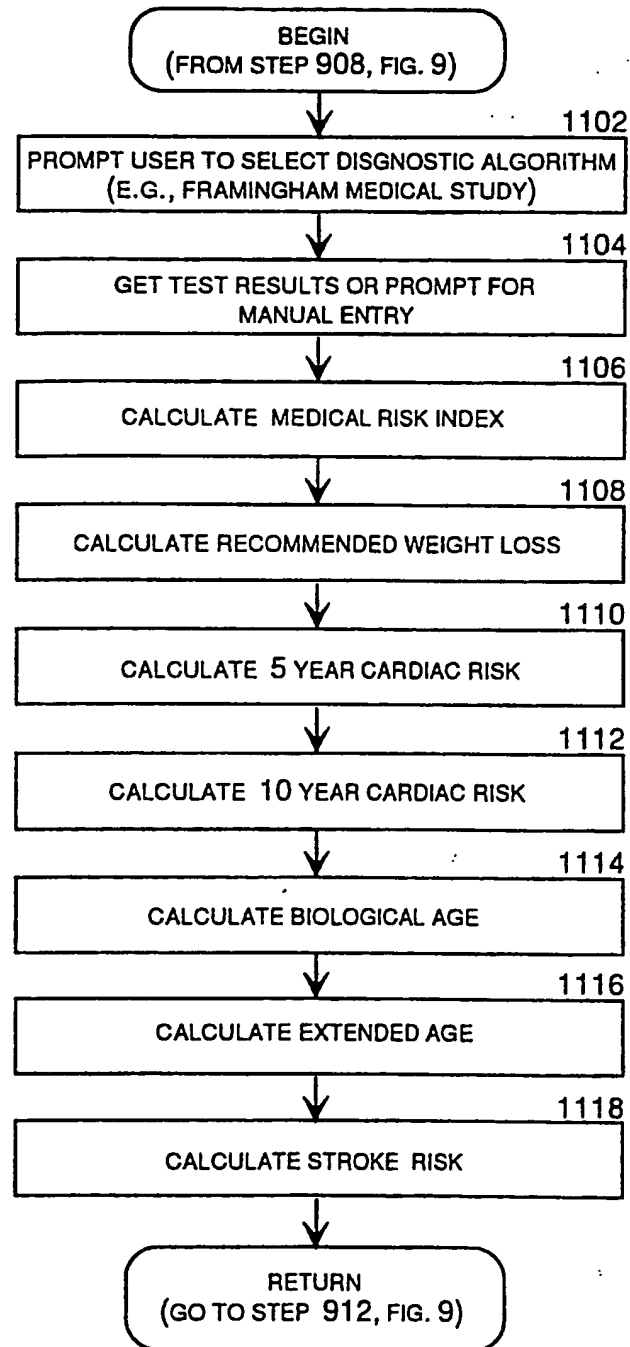 BEGIN
(FROM STEP 908, FIG. 9)
1102
PROMPT USER TO SELECT DISGNOSTIC ALGORITHM
(E.G., FRAMINGHAM MEDICAL STUDY)
1104
GET TEST RESULTS OR PROMPT FOR
MANUAL ENTRY
1106
CALCULATE MEDICAL RISK INDEX
1108
CALCULATE RECOMMENDED WEIGHT LOSS
1110
CALCULATE 5 YEAR CARDIAC RISK
1112
CALCULATE 10 YEAR CARDIAC RISK
1114
CALCULATE BIOLOGICAL AGE
1116
CALCULATE EXTENDED AGE
1118
CALCULATE STROKE RISK
RETURN
(GO TO STEP 912, FIG. 9)